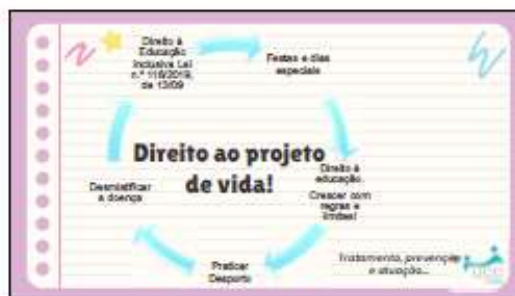 Direito à
Educação
Inclusiva Lei
n.º 116/2019,
de 13/09
Festas e dias
especiais
Direito ao projeto
de vida!
Direito à
educação.
Crescer com
regras e
limites!
Desmistificar
a doença
Praticar
Desporto
Tratamento, prevenção
e atuação...